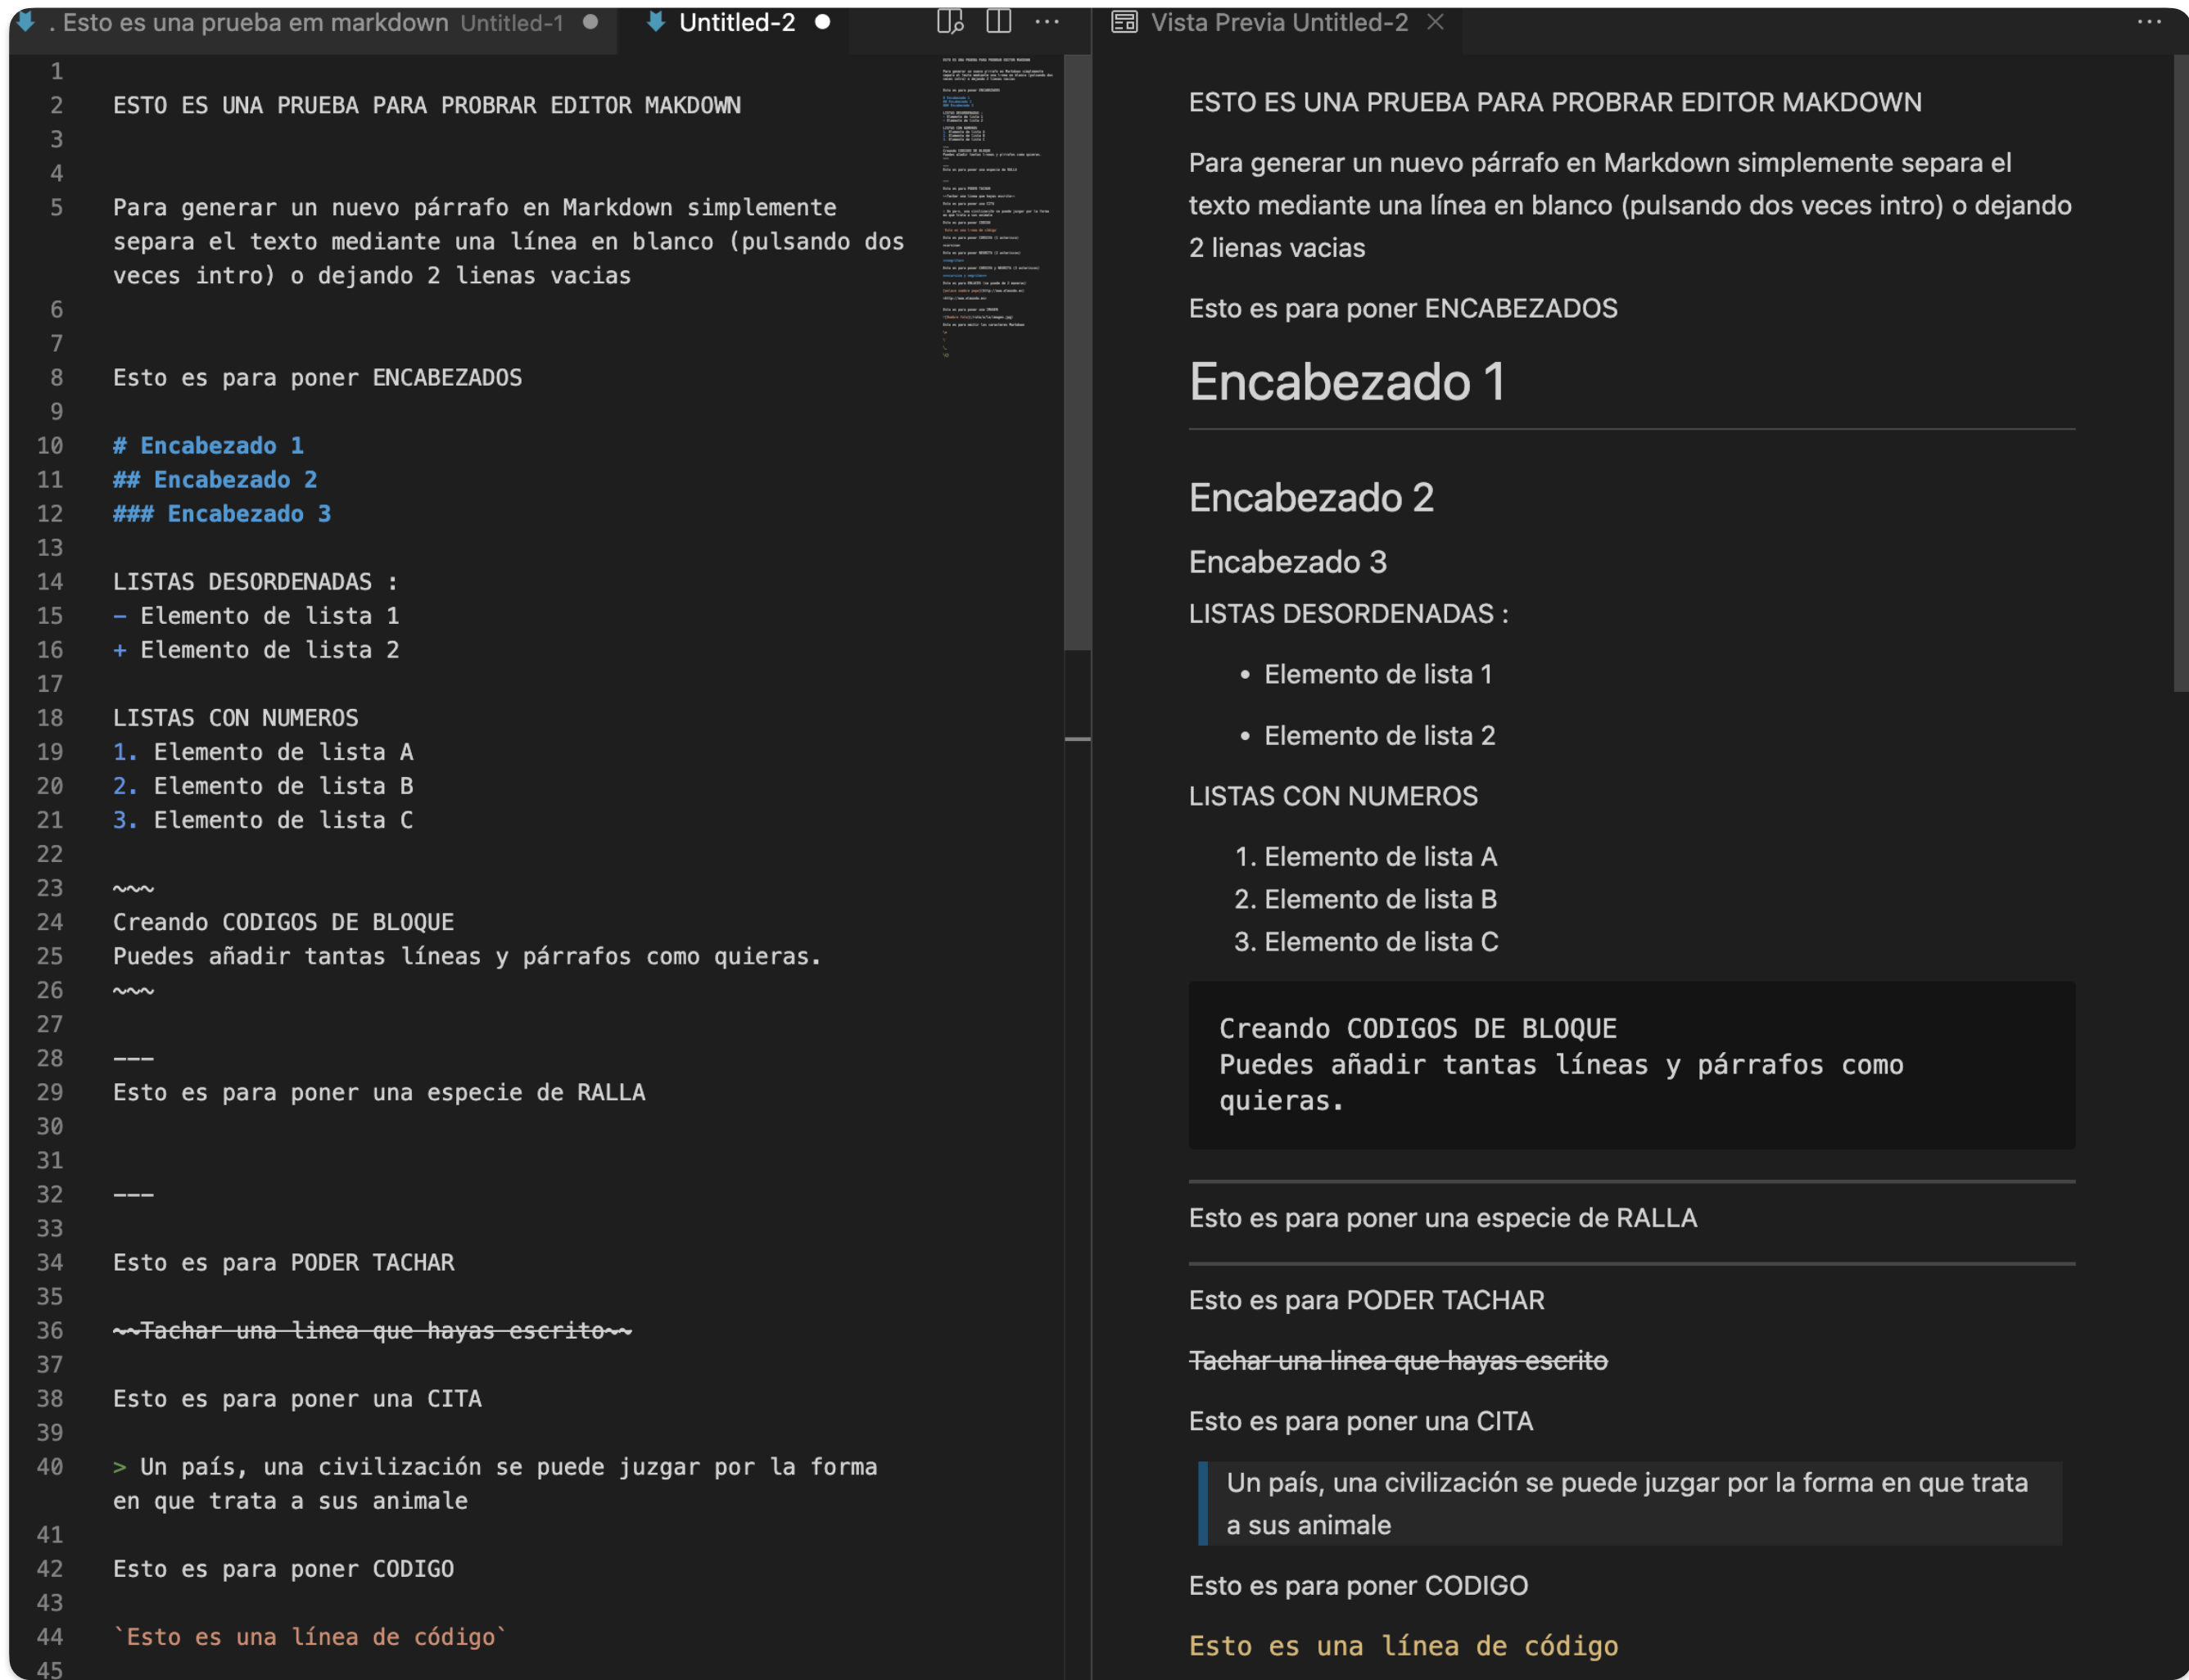 . Esto es una prueba em markdown Untitled-1
Untitled-2
1
2 ESTO ES UNA PRUEBA PARA PROBRAR EDITOR MAKDOWN
3
4
5 Para generar un nuevo párrafo en Markdown simplemente
separa el texto mediante una línea en blanco (pulsando dos
veces intro) o dejando 2 lienas vacias
6
7
8 Esto es para poner ENCABEZADOS
9
10 # Encabezado 1
11 ## Encabezado 2
12 ### Encabezado 3
13
14 LISTAS DESORDENADAS :
15 - Elemento de lista 1
16 + Elemento de lista 2
17
18 LISTAS CON NUMEROS
19 1. Elemento de lista A
20 2. Elemento de lista B
21 3. Elemento de lista C
22
23 ~~~
24 Creando CODIGOS DE BLOQUE
25 Puedes añadir tantas líneas y párrafos como quieras.
26 ~~~
27
28 ---
29 Esto es para poner una especie de RALLA
30
31
32 ---
33
34 Esto es para PODER TACHAR
35
36 ~~Tachar una linea que hayas escrito~~
37
38 Esto es para poner una CITA
39
40 > Un país, una civilización se puede juzgar por la forma
en que trata a sus animale
41
42 Esto es para poner CODIGO
43
44 `Esto es una línea de código`
45
Vista Previa Untitled-2
ESTO ES UNA PRUEBA PARA PROBRAR EDITOR MAKDOWN
Para generar un nuevo párrafo en Markdown simplemente separa el
texto mediante una línea en blanco (pulsando dos veces intro) o dejando
2 lienas vacias
Esto es para poner ENCABEZADOS
Encabezado 1
Encabezado 2
Encabezado 3
LISTAS DESORDENADAS :
• Elemento de lista 1
• Elemento de lista 2
LISTAS CON NUMEROS
1. Elemento de lista A
2. Elemento de lista B
3. Elemento de lista C
Creando CODIGOS DE BLOQUE
Puedes añadir tantas líneas y párrafos como
quieras.
Esto es para poner una especie de RALLA
Esto es para PODER TACHAR
Tachar una linea que hayas escrito
Esto es para poner una CITA
Un país, una civilización se puede juzgar por la forma en que trata
a sus animale
Esto es para poner CODIGO
Esto es una línea de código